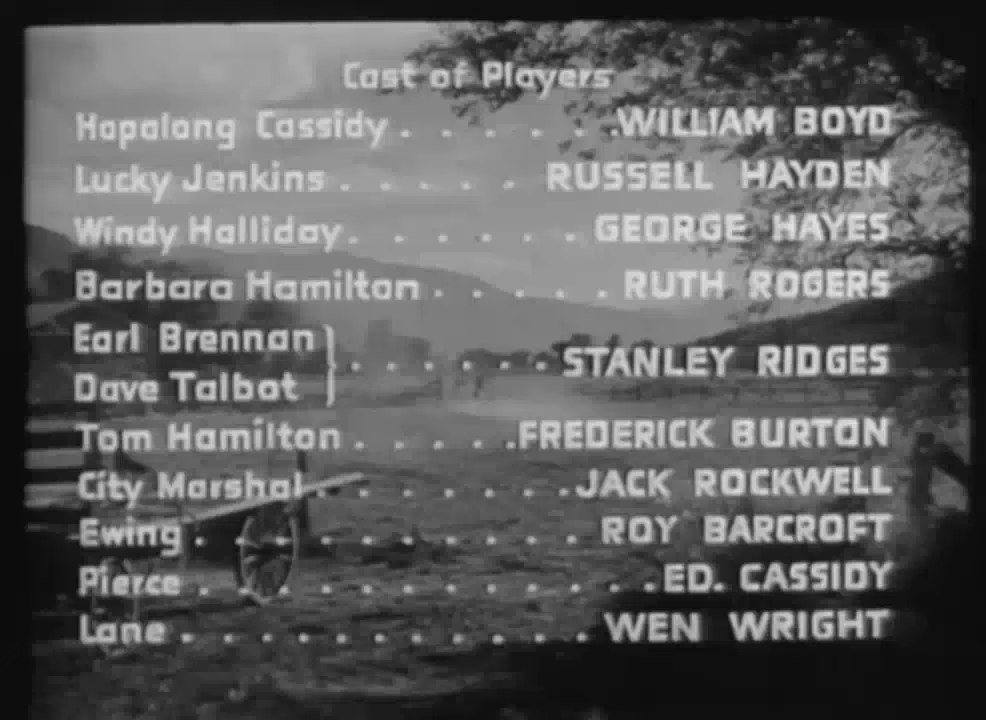 Cast of Players
Hopalong Cassidy . . . . . . .WILLIAM BOYD
Lucky Jenkins . . . . . RUSSELL HAYDEN
Windy Halliday. . . . . . GEORGE HAYES
Barbara Hamilton . . . . . RUTH ROGERS
Earl Brennan
Dave Talbot } . . . . . . . STANLEY RIDGES
Tom Hamilton . . . . . .FREDERICK BURTON
City Marshal . . . . . . . .JACK ROCKWELL
Ewing . . . . . . . . . . ROY BARCROFT
Pierce . . . . . . . . . . . . .ED. CASSIDY
Lane . . . . . . . . . . . . WEN WRIGHT